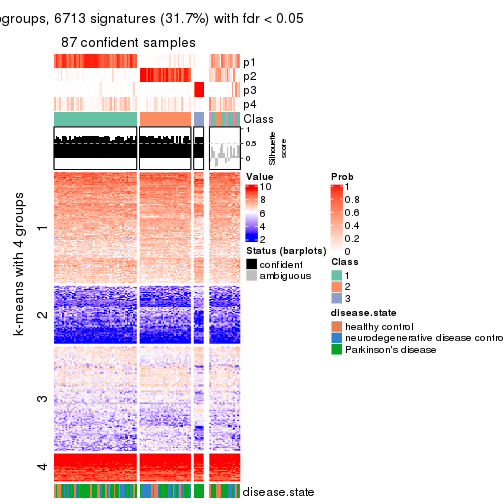 ogroups, 6713 signatures (31.7%) with fdr < 0.05
87 confident samples
p1
p2
p3
p4
Class
1
0.5
0
Silhouette
score
k-means with 4 groups
1
2
3
4
disease.state
Value
10
8
6
4
2
Status (barplots)
confident
ambiguous
Prob
1
0.8
0.6
0.4
0.2
0
Class
1
2
3
disease.state
healthy control
neurodegenerative disease contro
Parkinson's disease